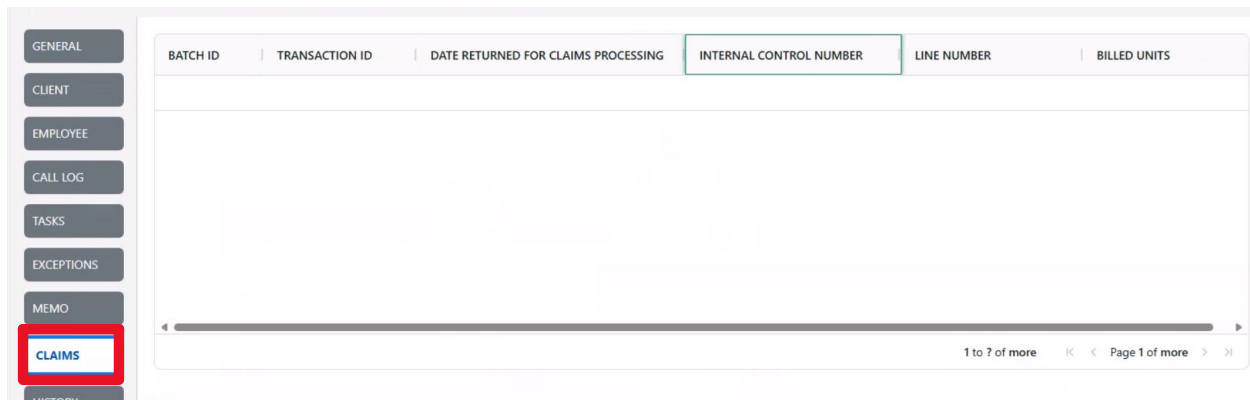 GENERAL
CLIENT
EMPLOYEE
CALL LOG
TASKS
EXCEPTIONS
MEMO
CLAIMS
BATCH ID TRANSACTION ID DATE RETURNED FOR CLAIMS PROCESSING INTERNAL CONTROL NUMBER LINE NUMBER BILLED UNITS
1 to ? of more Page 1 of more